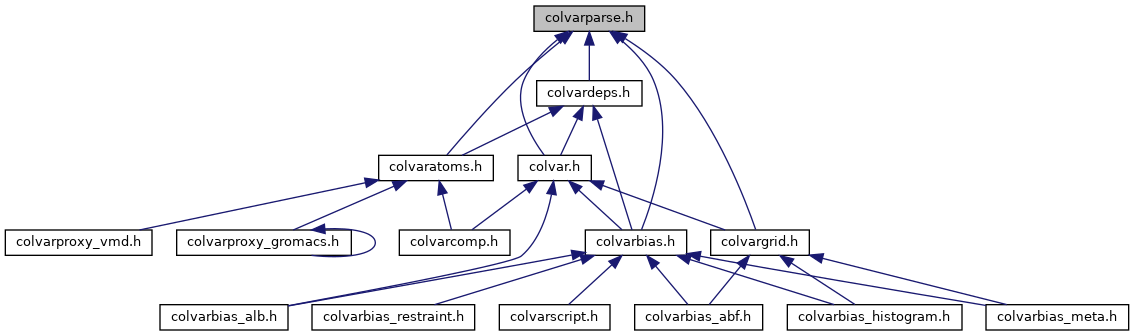 colvarparse.h
colvardeps.h
colvaratoms.h
colvar.h
colvarproxy_vmd.h
colvarproxy_gromacs.h
colvarcomp.h
colvarbias.h
colvargrid.h
colvarbias_alb.h
colvarbias_restraint.h
colvarscript.h
colvarbias_abf.h
colvarbias_histogram.h
colvarbias_meta.h